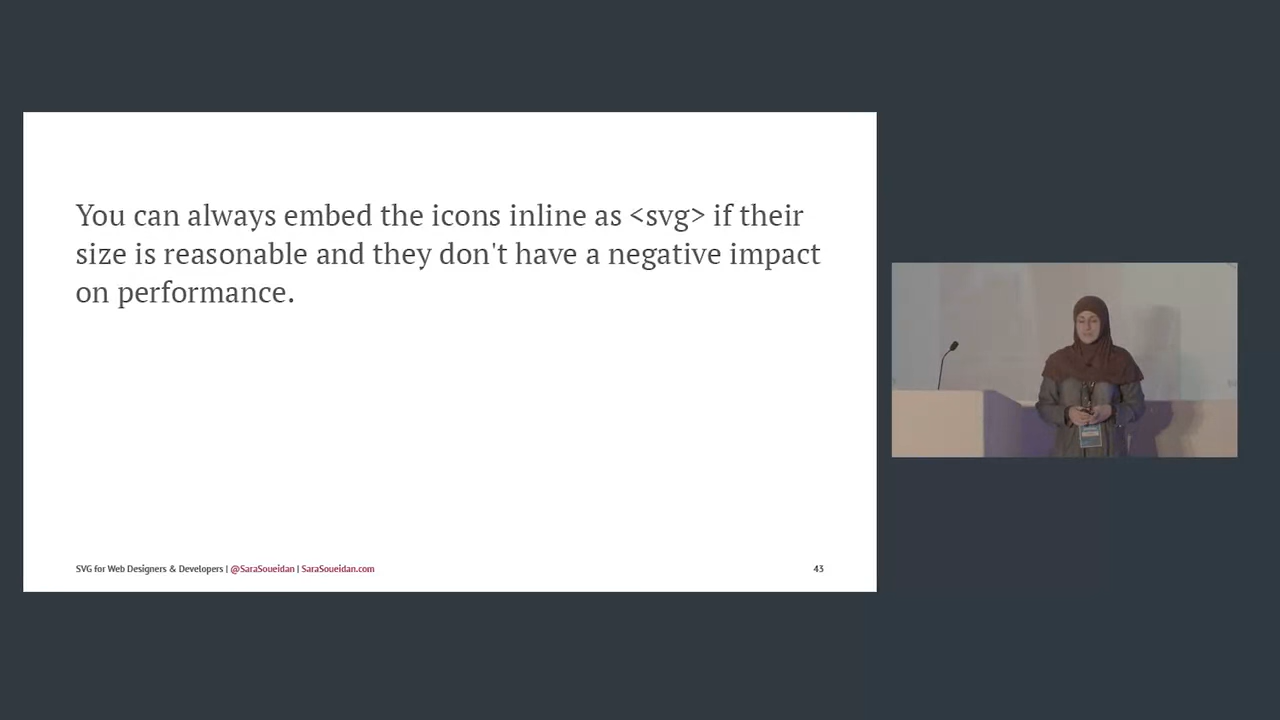 You can always embed the icons inline as <svg> if their
size is reasonable and they don't have a negative impact
on performance.
SVG for Web Designers & Developers | @SaraSoueidan | SaraSoueidan.com
43